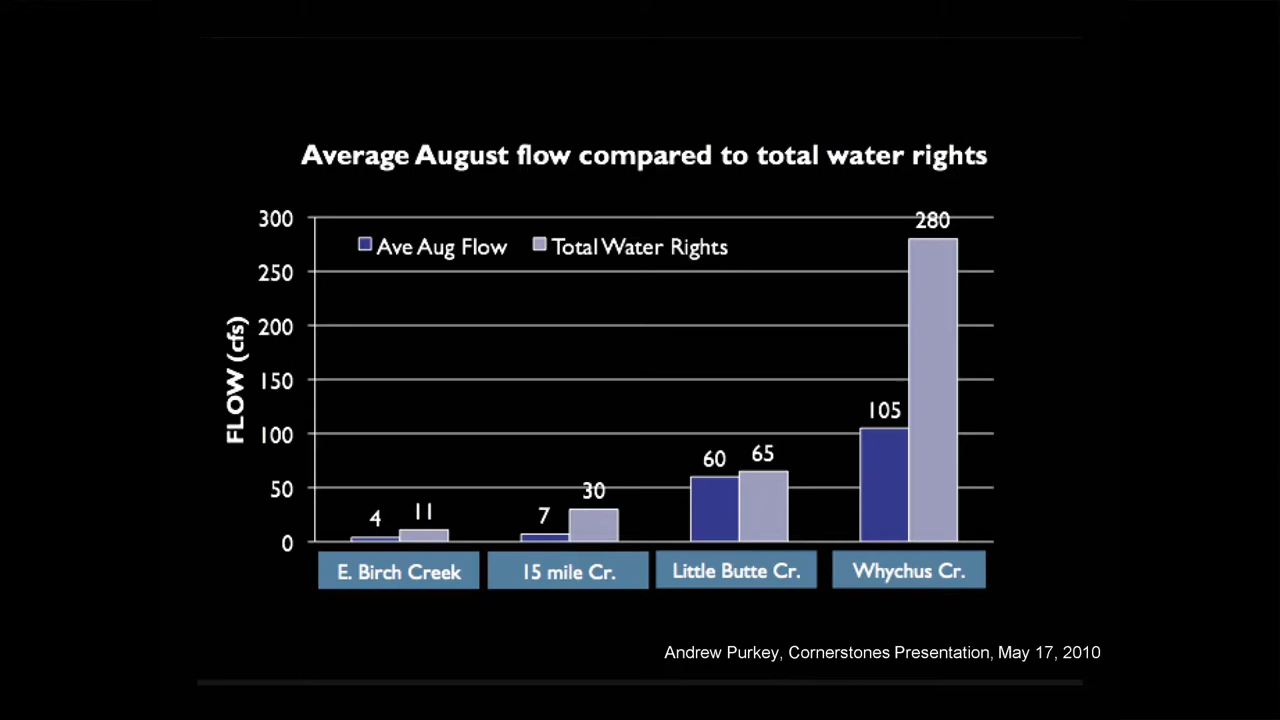 Average August flow compared to total water rights
300
280
Ave Aug Flow
Total Water Rights
250
200
FLOW (cfs)
150
105
100
60
65
50
4
11
7
30
0
E. Birch Creek
15 mile Cr.
Little Butte Cr.
Whychus Cr.
Andrew Purkey, Cornerstones Presentation, May 17, 2010